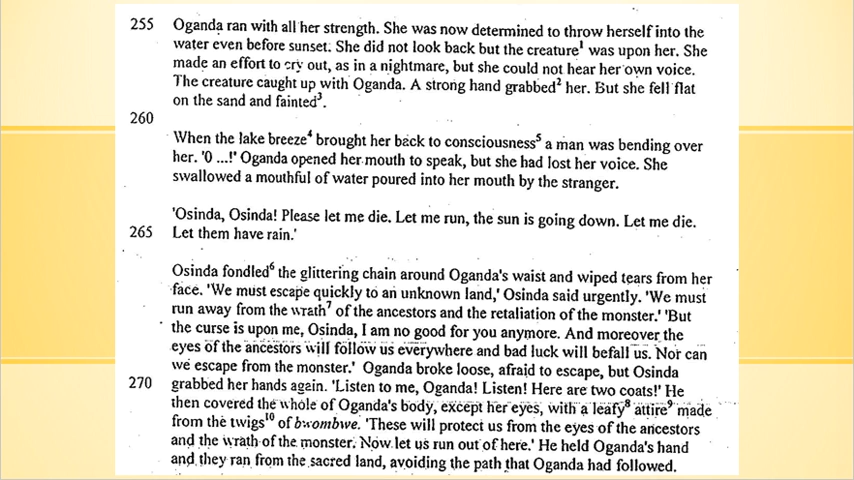 255 Oganda ran with all her strength. She was now determined to throw herself into the
water even before sunset. She did not look back but the creature¹ was upon her. She
made an effort to cry out, as in a nightmare, but she could not hear her own voice.
The creature caught up with Oganda. A strong hand grabbed² her. But she fell flat
on the sand and fainted³.
260
When the lake breeze⁴ brought her back to consciousness⁵ a man was bending over
her. '0 ...!' Oganda opened her mouth to speak, but she had lost her voice. She
swallowed a mouthful of water poured into her mouth by the stranger.
'Osinda, Osinda! Please let me die. Let me run, the sun is going down. Let me die.
265 Let them have rain.'
Osinda fondled⁶ the glittering chain around Oganda's waist and wiped tears from her
face. 'We must escape quickly to an unknown land,' Osinda said urgently. 'We must
run away from the wrath⁷ of the ancestors and the retaliation of the monster.' 'But
the curse is upon me, Osinda, I am no good for you anymore. And moreover the
eyes of the ancestors will follow us everywhere and bad luck will befall us. Nor can
we escape from the monster.' Oganda broke loose, afraid to escape, but Osinda
270 grabbed her hands again. 'Listen to me, Oganda! Listen! Here are two coats!' He
then covered the whole of Oganda's body, except her eyes, with a leafy⁸ attire⁹ made
from the twigs¹⁰ of bwombwe. 'These will protect us from the eyes of the ancestors
and the wrath of the monster. Now let us run out of here.' He held Oganda's hand
and they ran from the sacred land, avoiding the path that Oganda had followed.